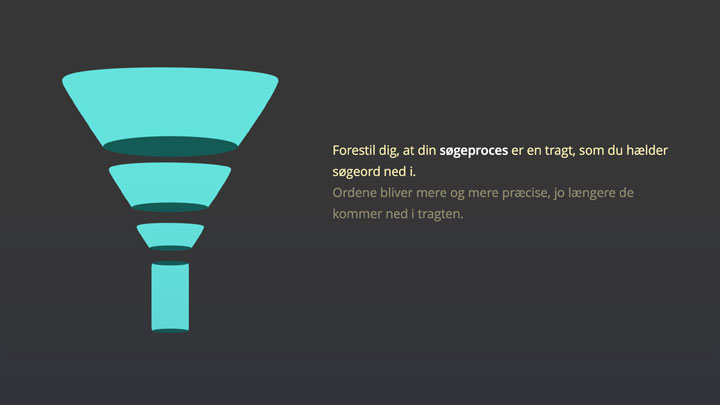 Forestil dig, at din søgeproces er en tragt, som du hælder
søgeord ned i.
Ordene bliver mere og mere præcise, jo længere de
kommer ned i tragten.